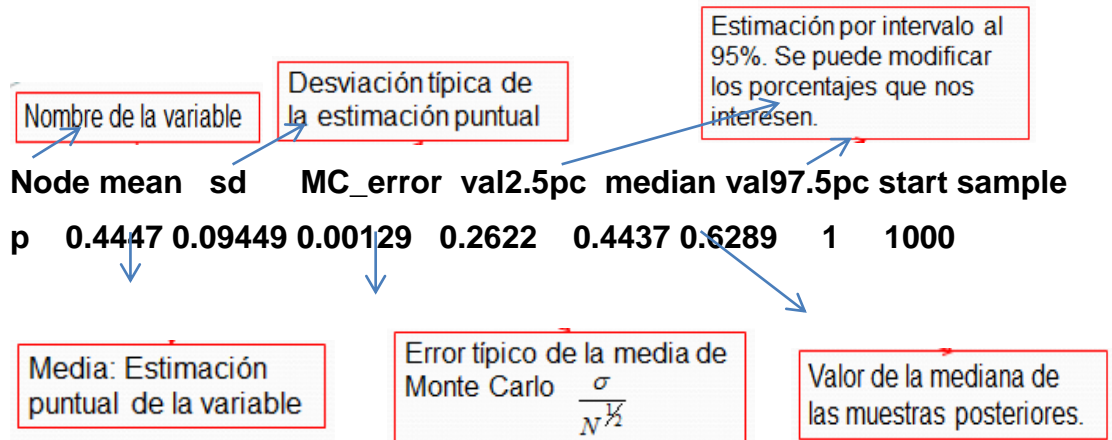 Estimación por intervalo al
95%. Se puede modificar
los porcentajes que nos
interesen.
Desviación típica de
la estimación puntual
Nombre de la variable
Node mean sd MC_error val2.5pc median val97.5pc start sample
p 0.4447 0.09449 0.00129 0.2622 0.4437 0.6289 1 1000
Media: Estimación
puntual de la variable
Error típico de la media de
Monte Carlo σ / N^½
Valor de la mediana de
las muestras posteriores.